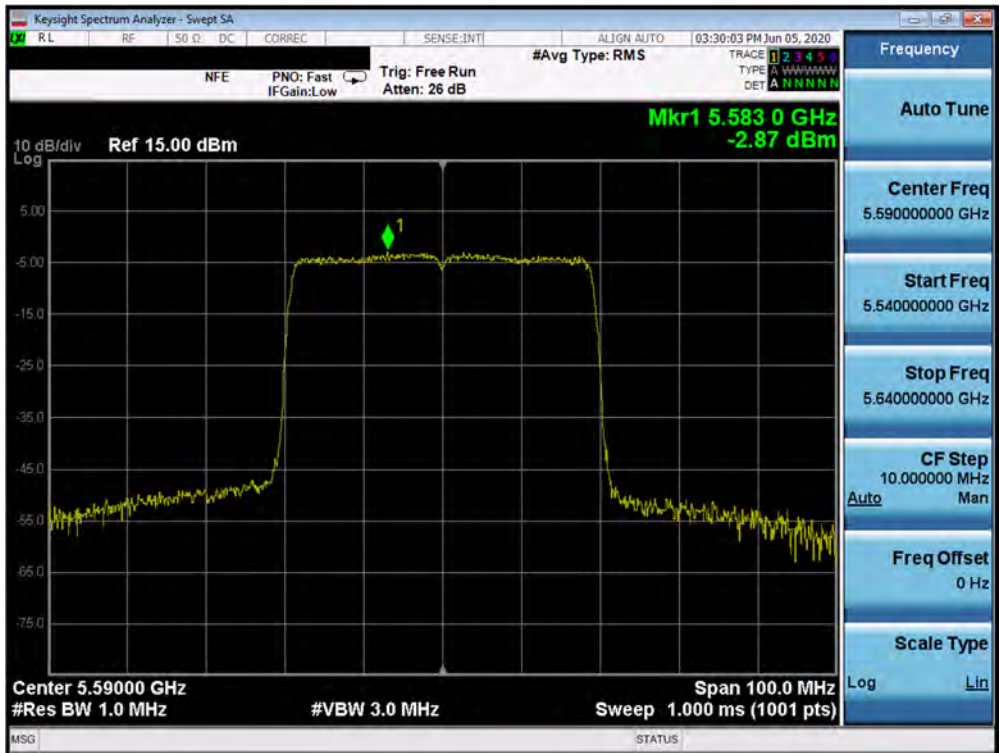 Keysight Spectrum Analyzer - Swept SA
LXI RL RF 50 Ω DC CORREC SENSE:INT ALIGN AUTO 03:30:03 PM Jun 05, 2020
#Avg Type: RMS TRACE 1 2 3 4 5 6
NFE PNO: Fast Trig: Free Run TYPE A WWWWW
IFGain:Low Atten: 26 dB DET A N N N N N
Mkr1 5.583 0 GHz
-2.87 dBm
10 dB/div Ref 15.00 dBm
Log
5.00
1
-5.00
-15.0
-25.0
-35.0
-45.0
-55.0
-65.0
-75.0
Center 5.59000 GHz Span 100.0 MHz
#Res BW 1.0 MHz #VBW 3.0 MHz Sweep 1.000 ms (1001 pts)
MSG STATUS
Frequency
Auto Tune
Center Freq
5.590000000 GHz
Start Freq
5.540000000 GHz
Stop Freq
5.640000000 GHz
CF Step
10.000000 MHz
Auto Man
Freq Offset
0 Hz
Scale Type
Log Lin